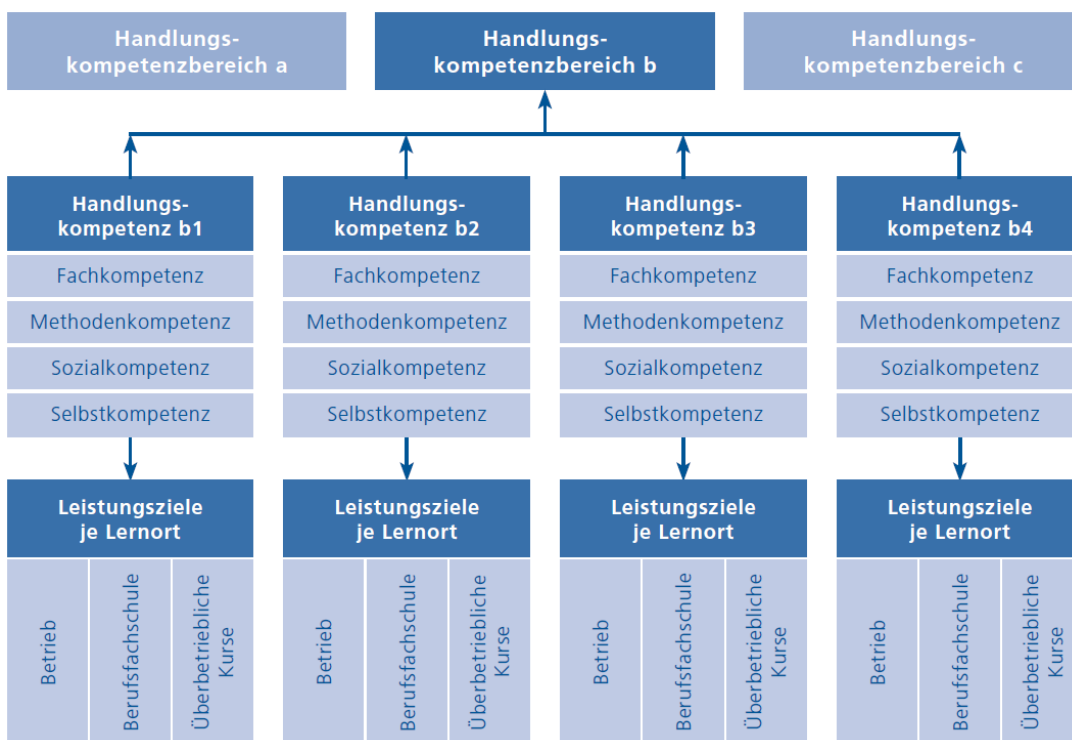 Handlungs-
kompetenzbereich a
Handlungs-
kompetenzbereich b
Handlungs-
kompetenzbereich c
Handlungs-
kompetenz b1
Fachkompetenz
Methodenkompetenz
Sozialkompetenz
Selbstkompetenz
Leistungsziele
je Lernort
Betrieb
Berufsfachschule
Überbetriebliche
Kurse
Handlungs-
kompetenz b2
Fachkompetenz
Methodenkompetenz
Sozialkompetenz
Selbstkompetenz
Leistungsziele
je Lernort
Betrieb
Berufsfachschule
Überbetriebliche
Kurse
Handlungs-
kompetenz b3
Fachkompetenz
Methodenkompetenz
Sozialkompetenz
Selbstkompetenz
Leistungsziele
je Lernort
Betrieb
Berufsfachschule
Überbetriebliche
Kurse
Handlungs-
kompetenz b4
Fachkompetenz
Methodenkompetenz
Sozialkompetenz
Selbstkompetenz
Leistungsziele
je Lernort
Betrieb
Berufsfachschule
Überbetriebliche
Kurse